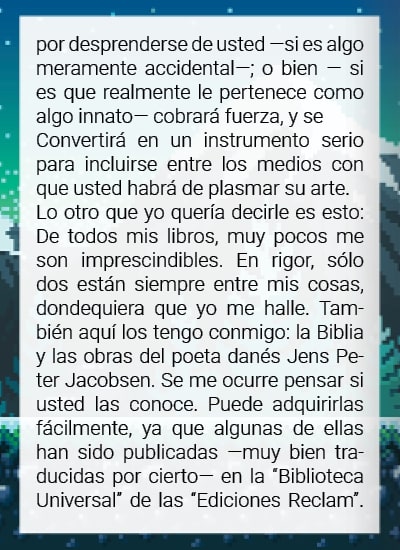 por desprenderse de usted —si es algo
meramente accidental—; o bien — si
es que realmente le pertenece como
algo innato— cobrará fuerza, y se
Convertirá en un instrumento serio
para incluirse entre los medios con
que usted habrá de plasmar su arte.
Lo otro que yo quería decirle es esto:
De todos mis libros, muy pocos me
son imprescindibles. En rigor, sólo
dos están siempre entre mis cosas,
dondequiera que yo me halle. Tam-
bién aquí los tengo conmigo: la Biblia
y las obras del poeta danés Jens Pe-
ter Jacobsen. Se me ocurre pensar si
usted las conoce. Puede adquirirlas
fácilmente, ya que algunas de ellas
han sido publicadas —muy bien tra-
ducidas por cierto— en la “Biblioteca
Universal” de las “Ediciones Reclam”.